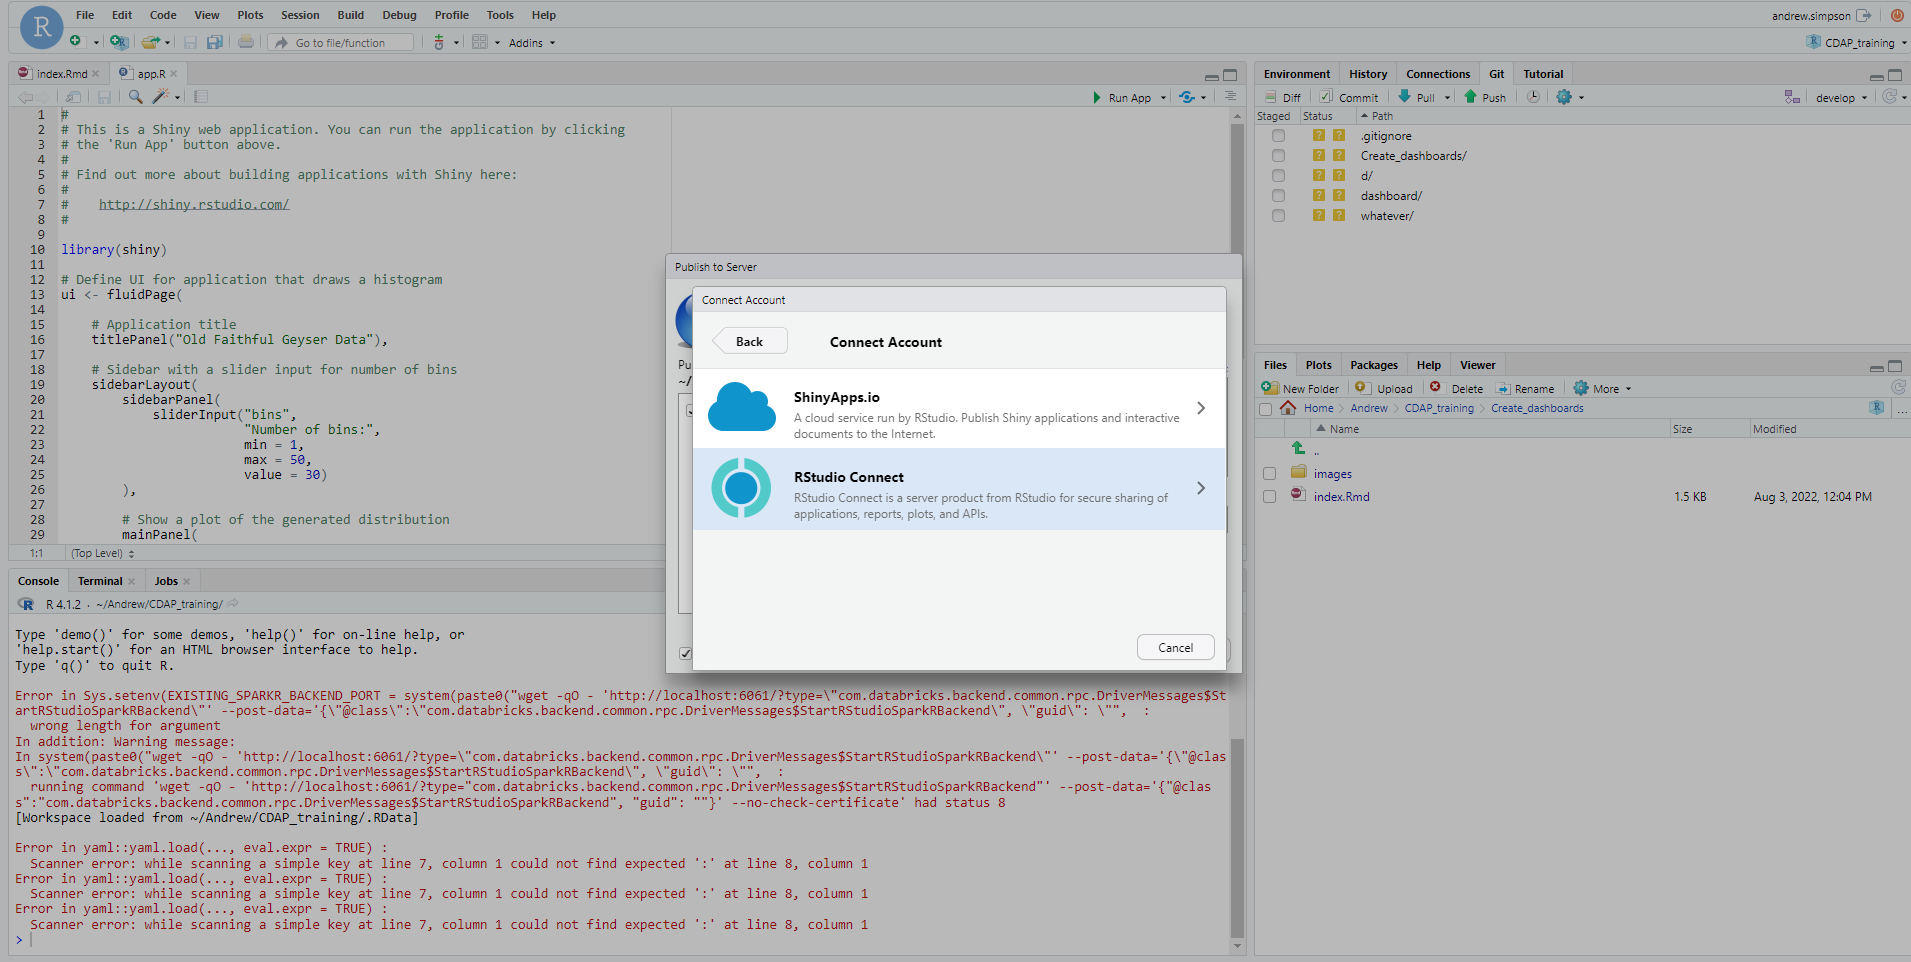 File Edit Code View Plots Session Build Debug Profile Tools Help
andrew.simpson
Go to file/function
Addins
CDAP_training
index.Rmd
app.R
Run App
1 #
2 # This is a Shiny web application. You can run the application by clicking
3 # the 'Run App' button above.
4 #
5 # Find out more about building applications with Shiny here:
6 #
7 #    http://shiny.rstudio.com/
8 #
9
10 library(shiny)
11
12 # Define UI for application that draws a histogram
13 ui <- fluidPage(
14
15     # Application title
16     titlePanel("Old Faithful Geyser Data"),
17
18     # Sidebar with a slider input for number of bins
19     sidebarLayout(
20         sidebarPanel(
21             sliderInput("bins",
22                         "Number of bins:",
23                         min = 1,
24                         max = 50,
25                         value = 30)
26         ),
27
28         # Show a plot of the generated distribution
29         mainPanel(
1:1 (Top Level)
Console Terminal Jobs
R 4.1.2 · ~/Andrew/CDAP_training/
Type 'demo()' for some demos, 'help()' for on-line help, or
'help.start()' for an HTML browser interface to help.
Type 'q()' to quit R.
Error in Sys.setenv(EXISTING_SPARKR_BACKEND_PORT = system(paste0("wget -qO - 'http://localhost:6061/?type=\"com.databricks.backend.common.rpc.DriverMessages$St
artRStudioSparkRBackend\"' --post-data='{\"@class\":\"com.databricks.backend.common.rpc.DriverMessages$StartRStudioSparkRBackend\", \"guid\": \"",  :
  wrong length for argument
In addition: Warning message:
In system(paste0("wget -qO - 'http://localhost:6061/?type=\"com.databricks.backend.common.rpc.DriverMessages$StartRStudioSparkRBackend\"' --post-data='{\"@clas
s\":\"com.databricks.backend.common.rpc.DriverMessages$StartRStudioSparkRBackend\", \"guid\": \"",  :
  running command 'wget -qO - 'http://localhost:6061/?type="com.databricks.backend.common.rpc.DriverMessages$StartRStudioSparkRBackend"' --post-data='{"@clas
s":"com.databricks.backend.common.rpc.DriverMessages$StartRStudioSparkRBackend", "guid": ""}' --no-check-certificate' had status 8
[Workspace loaded from ~/Andrew/CDAP_training/.RData]
Error in yaml::yaml.load(..., eval.expr = TRUE) :
  Scanner error: while scanning a simple key at line 7, column 1 could not find expected ':' at line 8, column 1
Error in yaml::yaml.load(..., eval.expr = TRUE) :
  Scanner error: while scanning a simple key at line 7, column 1 could not find expected ':' at line 8, column 1
Error in yaml::yaml.load(..., eval.expr = TRUE) :
  Scanner error: while scanning a simple key at line 7, column 1 could not find expected ':' at line 8, column 1
>
Publish to Server
Pu
~/
Connect Account
Back
Connect Account
ShinyApps.io
A cloud service run by RStudio. Publish Shiny applications and interactive
documents to the Internet.
RStudio Connect
RStudio Connect is a server product from RStudio for secure sharing of
applications, reports, plots, and APIs.
Cancel
Environment History Connections Git Tutorial
Diff Commit Pull Push develop
Staged Status Path
? ? .gitignore
? ? Create_dashboards/
? ? d/
? ? dashboard/
? ? whatever/
Files Plots Packages Help Viewer
New Folder Upload Delete Rename More
Home Andrew CDAP_training Create_dashboards ...
Name Size Modified
..
images
index.Rmd 1.5 KB Aug 3, 2022, 12:04 PM